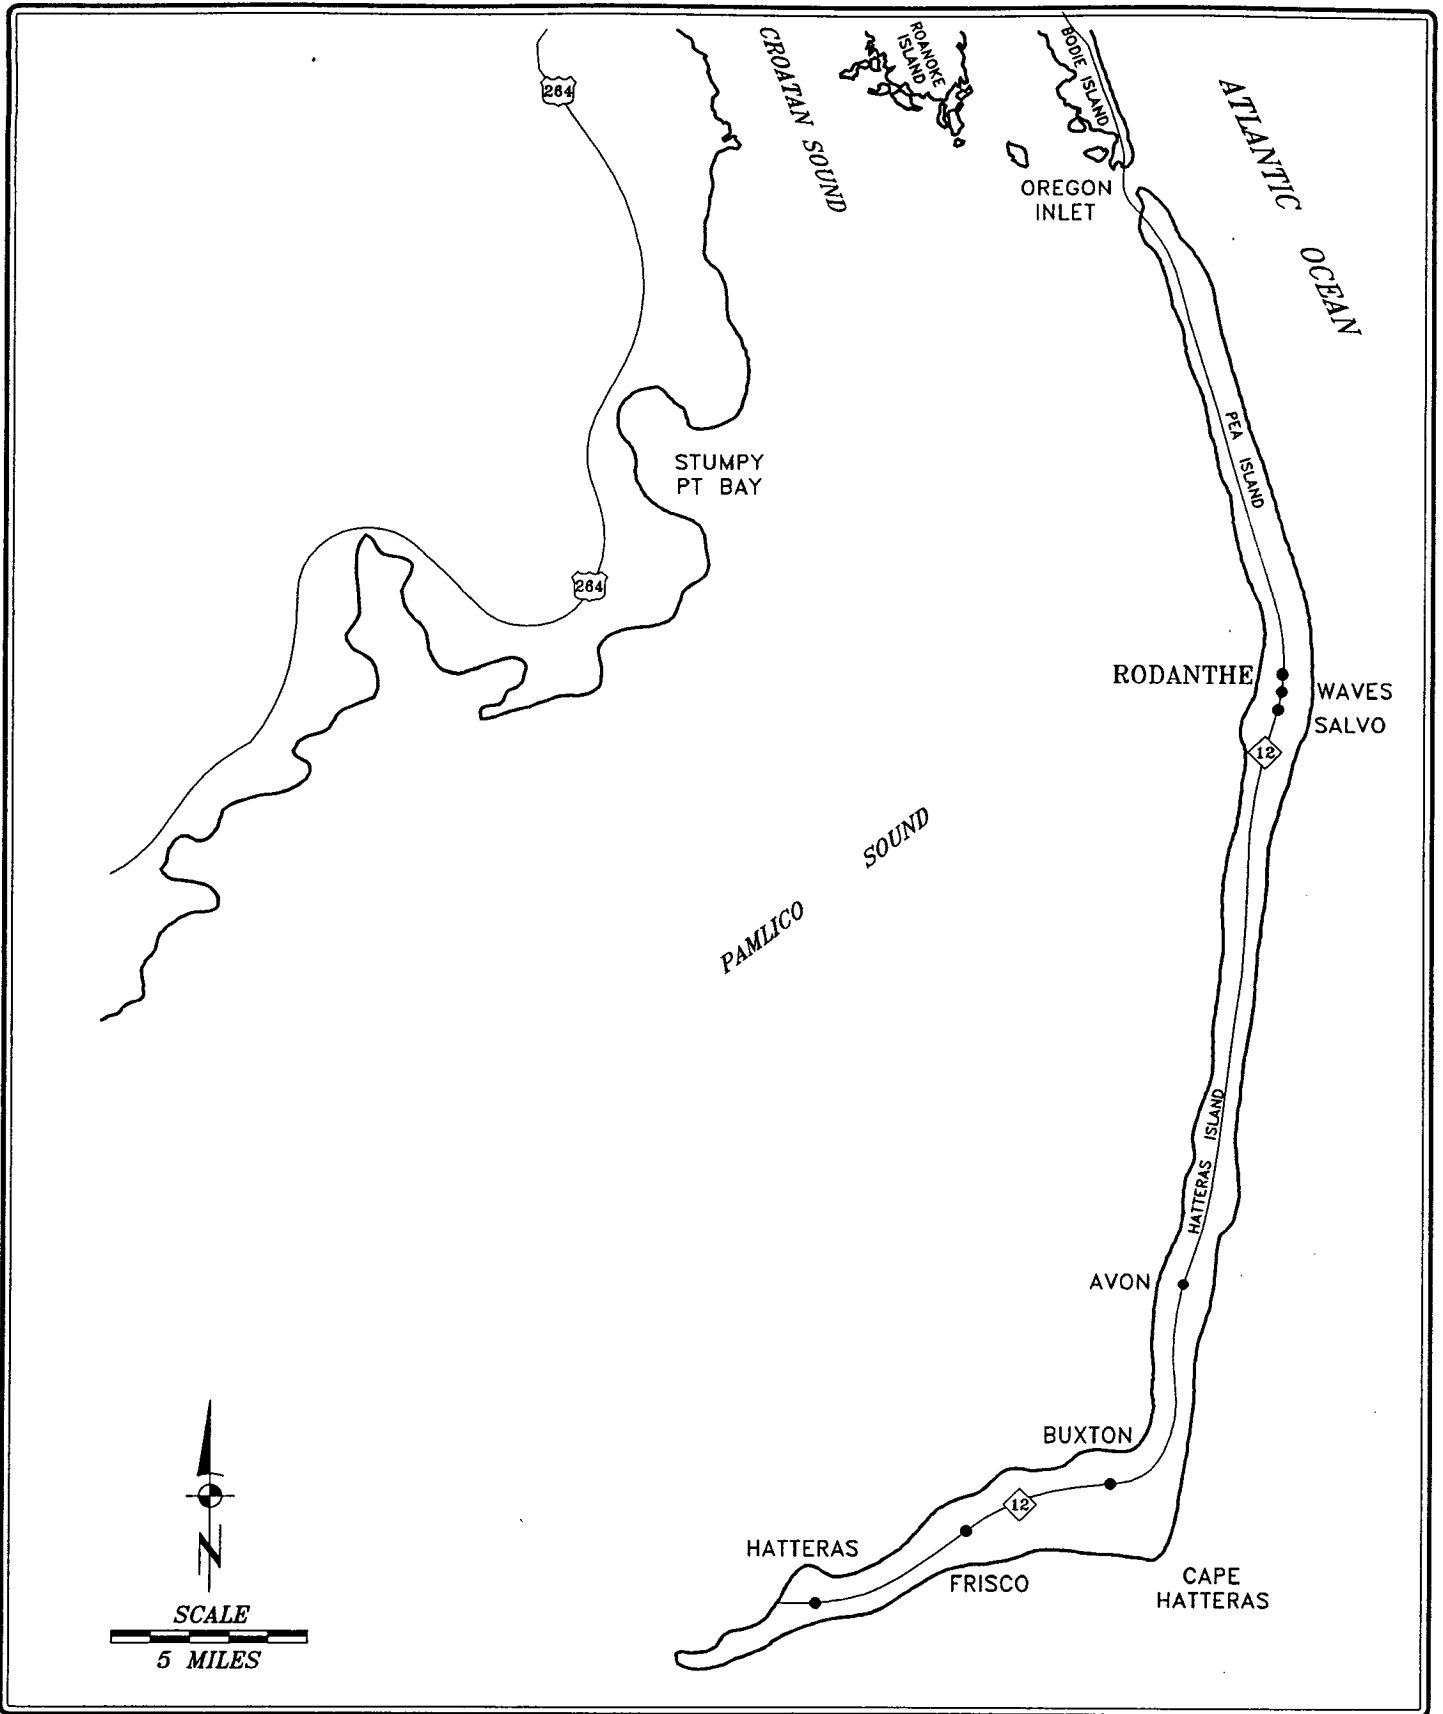 264
CROATAN SOUND
ROANOKE
ISLAND
BODIE ISLAND
ATLANTIC OCEAN
OREGON
INLET
PEA ISLAND
STUMPY
PT BAY
264
RODANTHE
WAVES
SALVO
12
PAMLICO SOUND
HATTERAS ISLAND
AVON
BUXTON
12
HATTERAS
FRISCO
CAPE
HATTERAS
N
SCALE
5 MILES